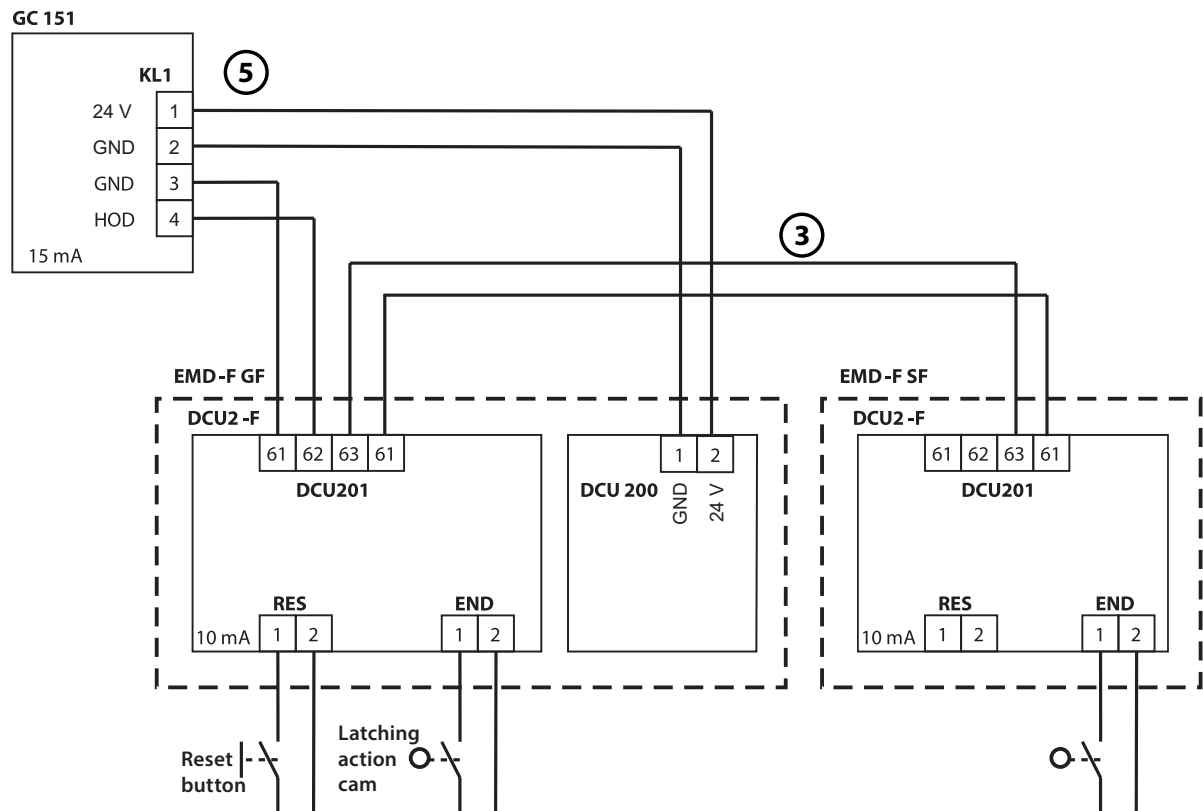 GC 151
KL1
5
24 V 1
GND 2
GND 3
HOD 4
15 mA
3
EMD-F GF
EMD-F SF
DCU2 -F
DCU2 -F
61 62 63 61
DCU201
DCU 200
1 2
GND
24 V
61 62 63 61
DCU201
RES
END
10 mA
1 2
1 2
RES
END
10 mA
1 2
1 2
Reset
button
Latching
action
cam